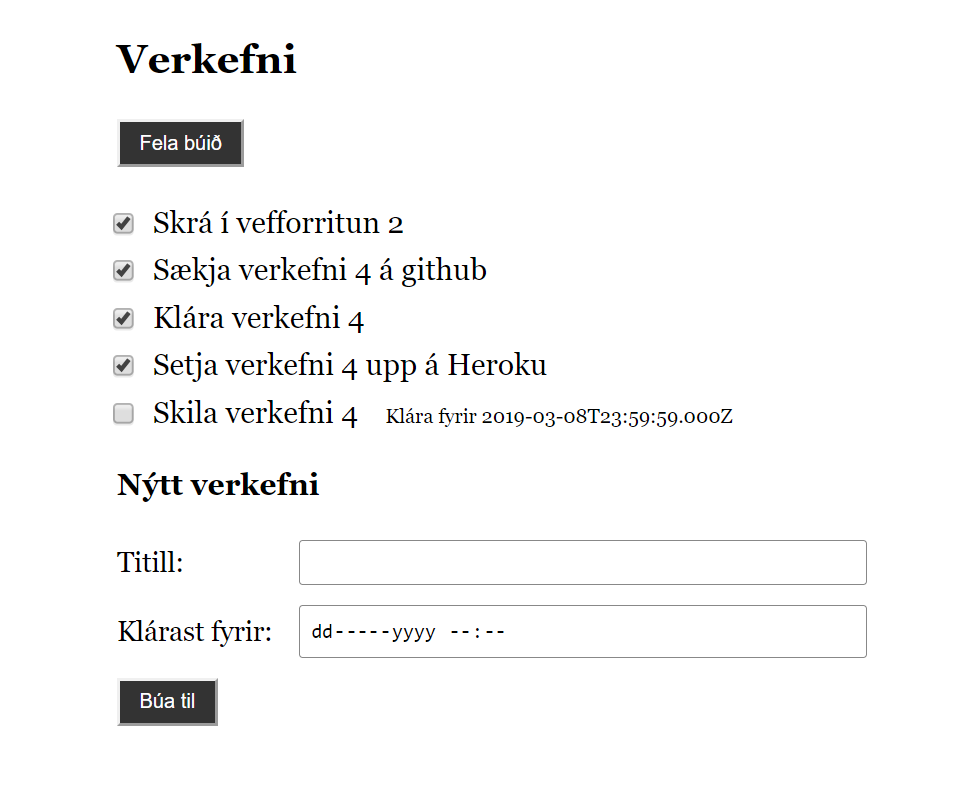 Verkefni
Fela búið
Skrá í vefforritun 2
Sækja verkefni 4 á github
Klára verkefni 4
Setja verkefni 4 upp á Heroku
Skila verkefni 4 Klára fyrir 2019-03-08T23:59:59.000Z
Nýtt verkefni
Titill:
Klárast fyrir: dd-----yyyy --:--
Búa til